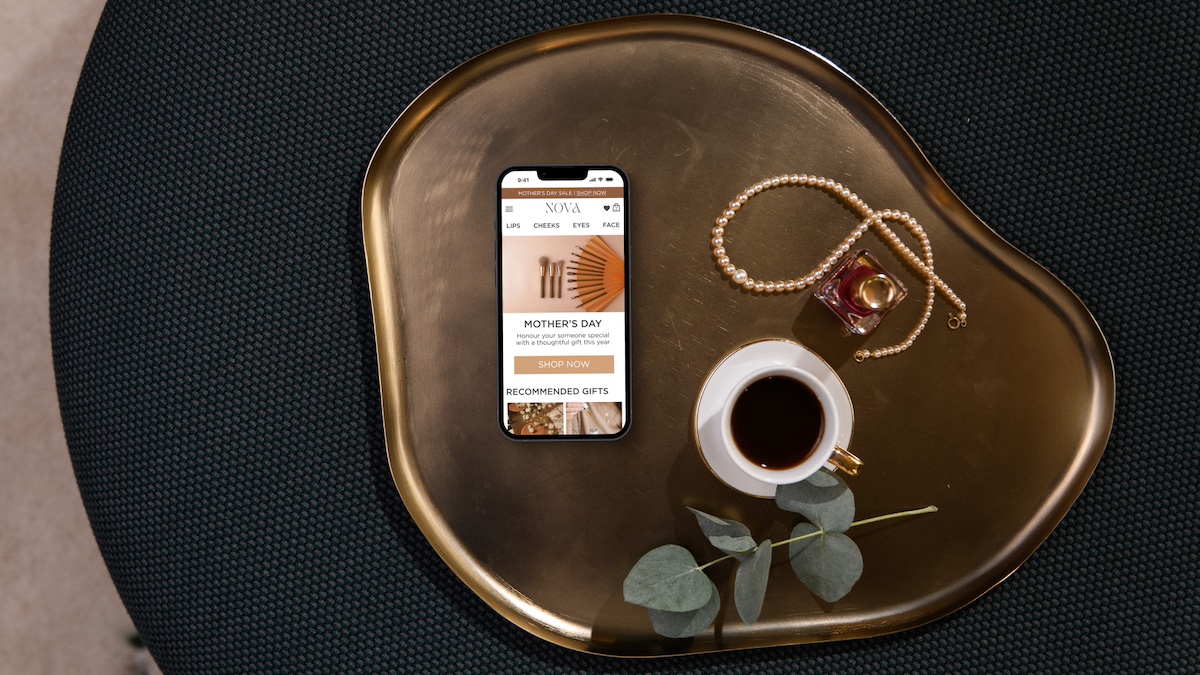 9:41
MOTHER'S DAY SALE | SHOP NOW
NOVA
LIPS CHEEKS EYES FACE
MOTHER'S DAY
Honour your someone special
with a thoughtful gift this year
SHOP NOW
RECOMMENDED GIFTS